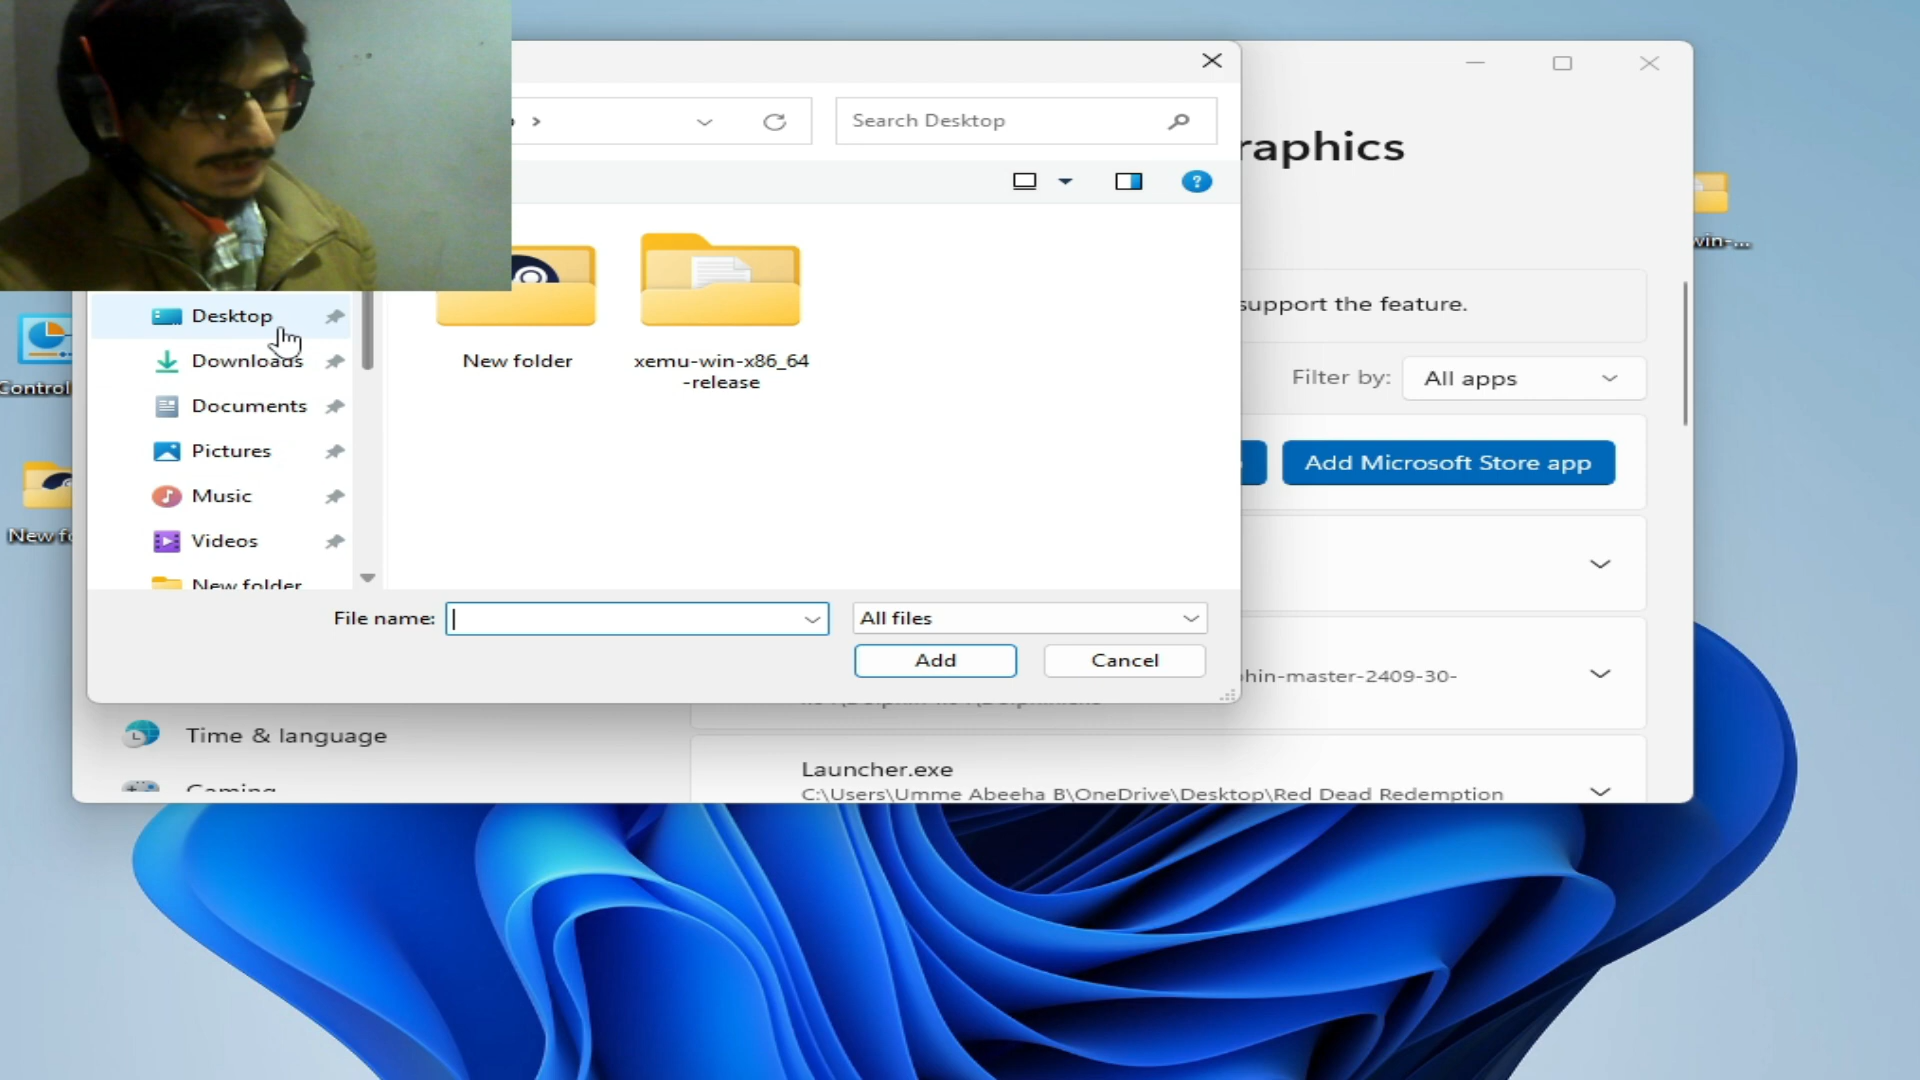 Search Desktop
raphics
win-...
Desktop
support the feature.
Downloads
New folder
xemu-win-x86_64
-release
Filter by:
All apps
Control
Documents
Pictures
Add Microsoft Store app
Music
New fo
Videos
New folder
File name:
All files
Add
Cancel
hin-master-2409-30-
Time & language
Launcher.exe
Gaming
C:\Users\Umme Abeeha B\OneDrive\Desktop\Red Dead Redemption